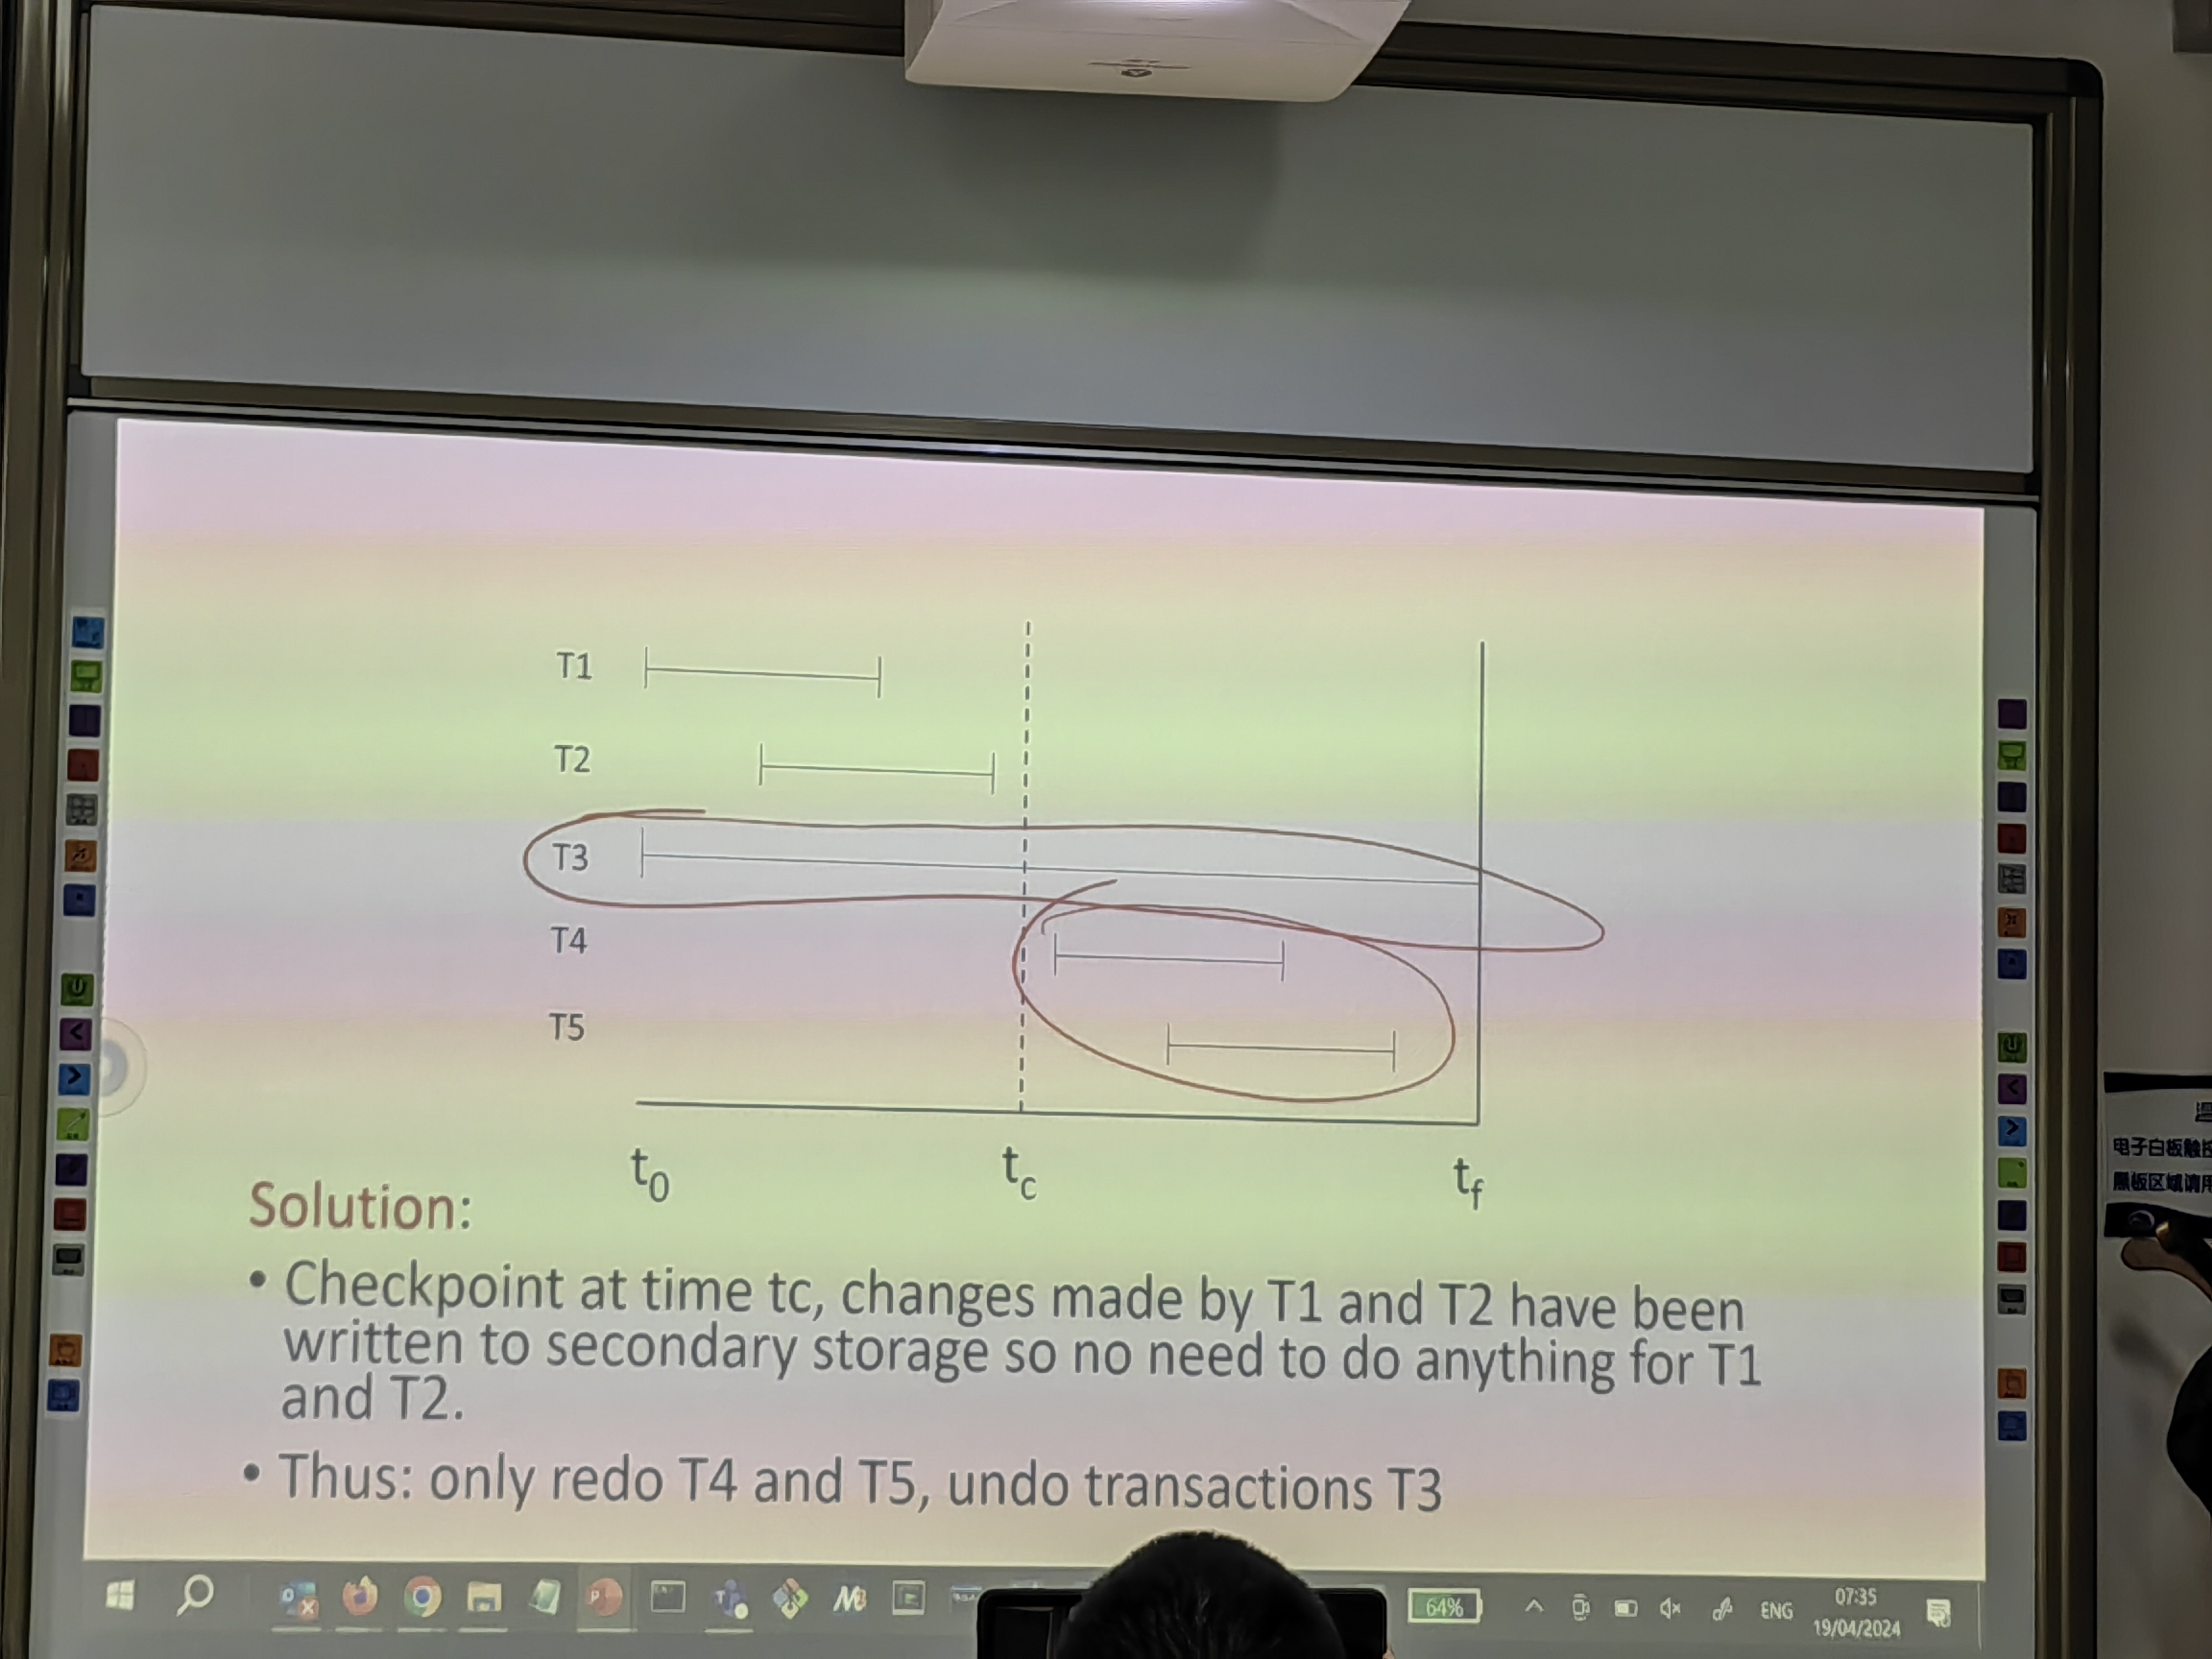 T1
T2
T3
T4
T5
t0
tc
tf
Solution:
• Checkpoint at time tc, changes made by T1 and T2 have been
written to secondary storage so no need to do anything for T1
and T2.
• Thus: only redo T4 and T5, undo transactions T3
64%
ENG
07:35
19/04/2024
电子白板触控
黑板区域请用